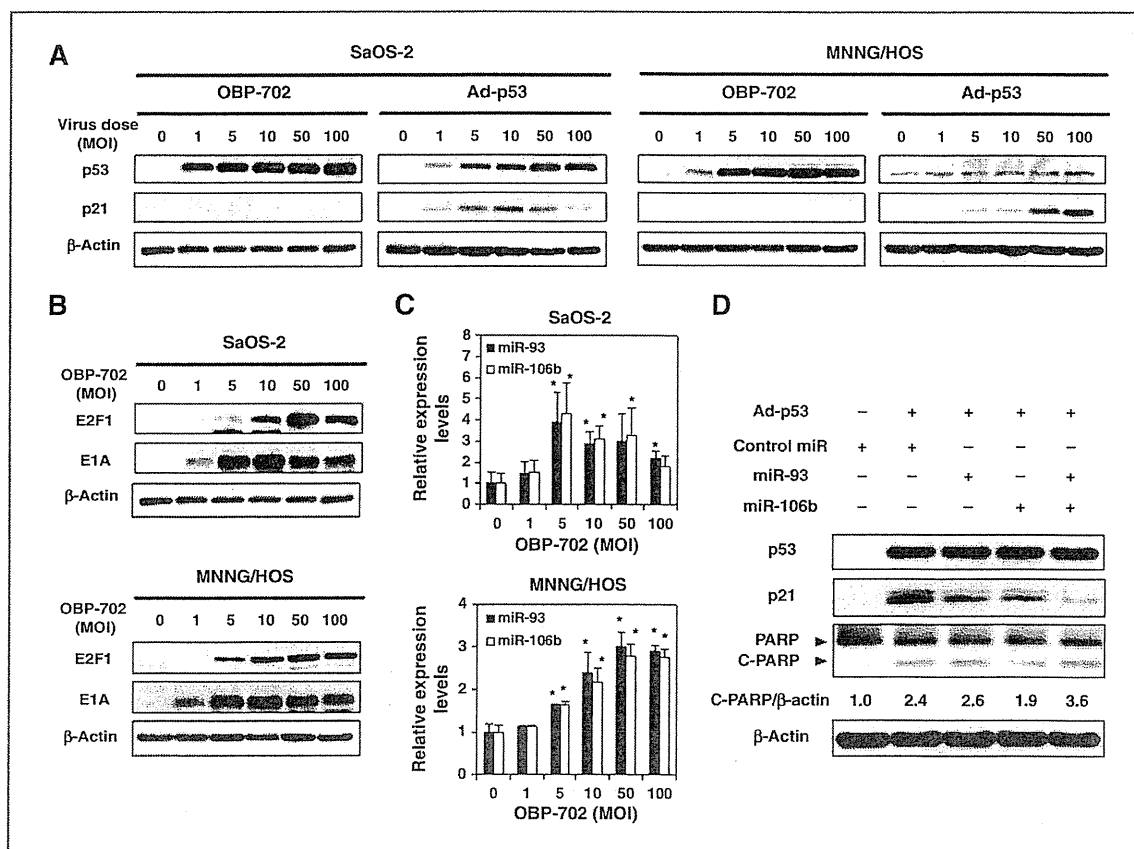 A
SaOS-2
MNNG/HOS
OBP-702
Ad-p53
OBP-702
Ad-p53
Virus dose
(MOI)
0 1 5 10 50 100
0 1 5 10 50 100
0 1 5 10 50 100
0 1 5 10 50 100
p53
p21
β-Actin
B
SaOS-2
OBP-702
(MOI)
0 1 5 10 50 100
E2F1
E1A
β-Actin
MNNG/HOS
OBP-702
(MOI)
0 1 5 10 50 100
E2F1
E1A
β-Actin
C
SaOS-2
Relative expression
levels
8
7
6
5
4
3
2
1
0
miR-93
miR-106b
* * * * * *
0 1 5 10 50 100
OBP-702 (MOI)
MNNG/HOS
Relative expression
levels
4
3
2
1
0
miR-93
miR-106b
* * * * * * * *
0 1 5 10 50 100
OBP-702 (MOI)
D
Ad-p53 – + + + +
Control miR + + – – –
miR-93 – – + – +
miR-106b – – – + +
p53
p21
PARP
C-PARP
C-PARP/β-actin 1.0 2.4 2.6 1.9 3.6
β-Actin